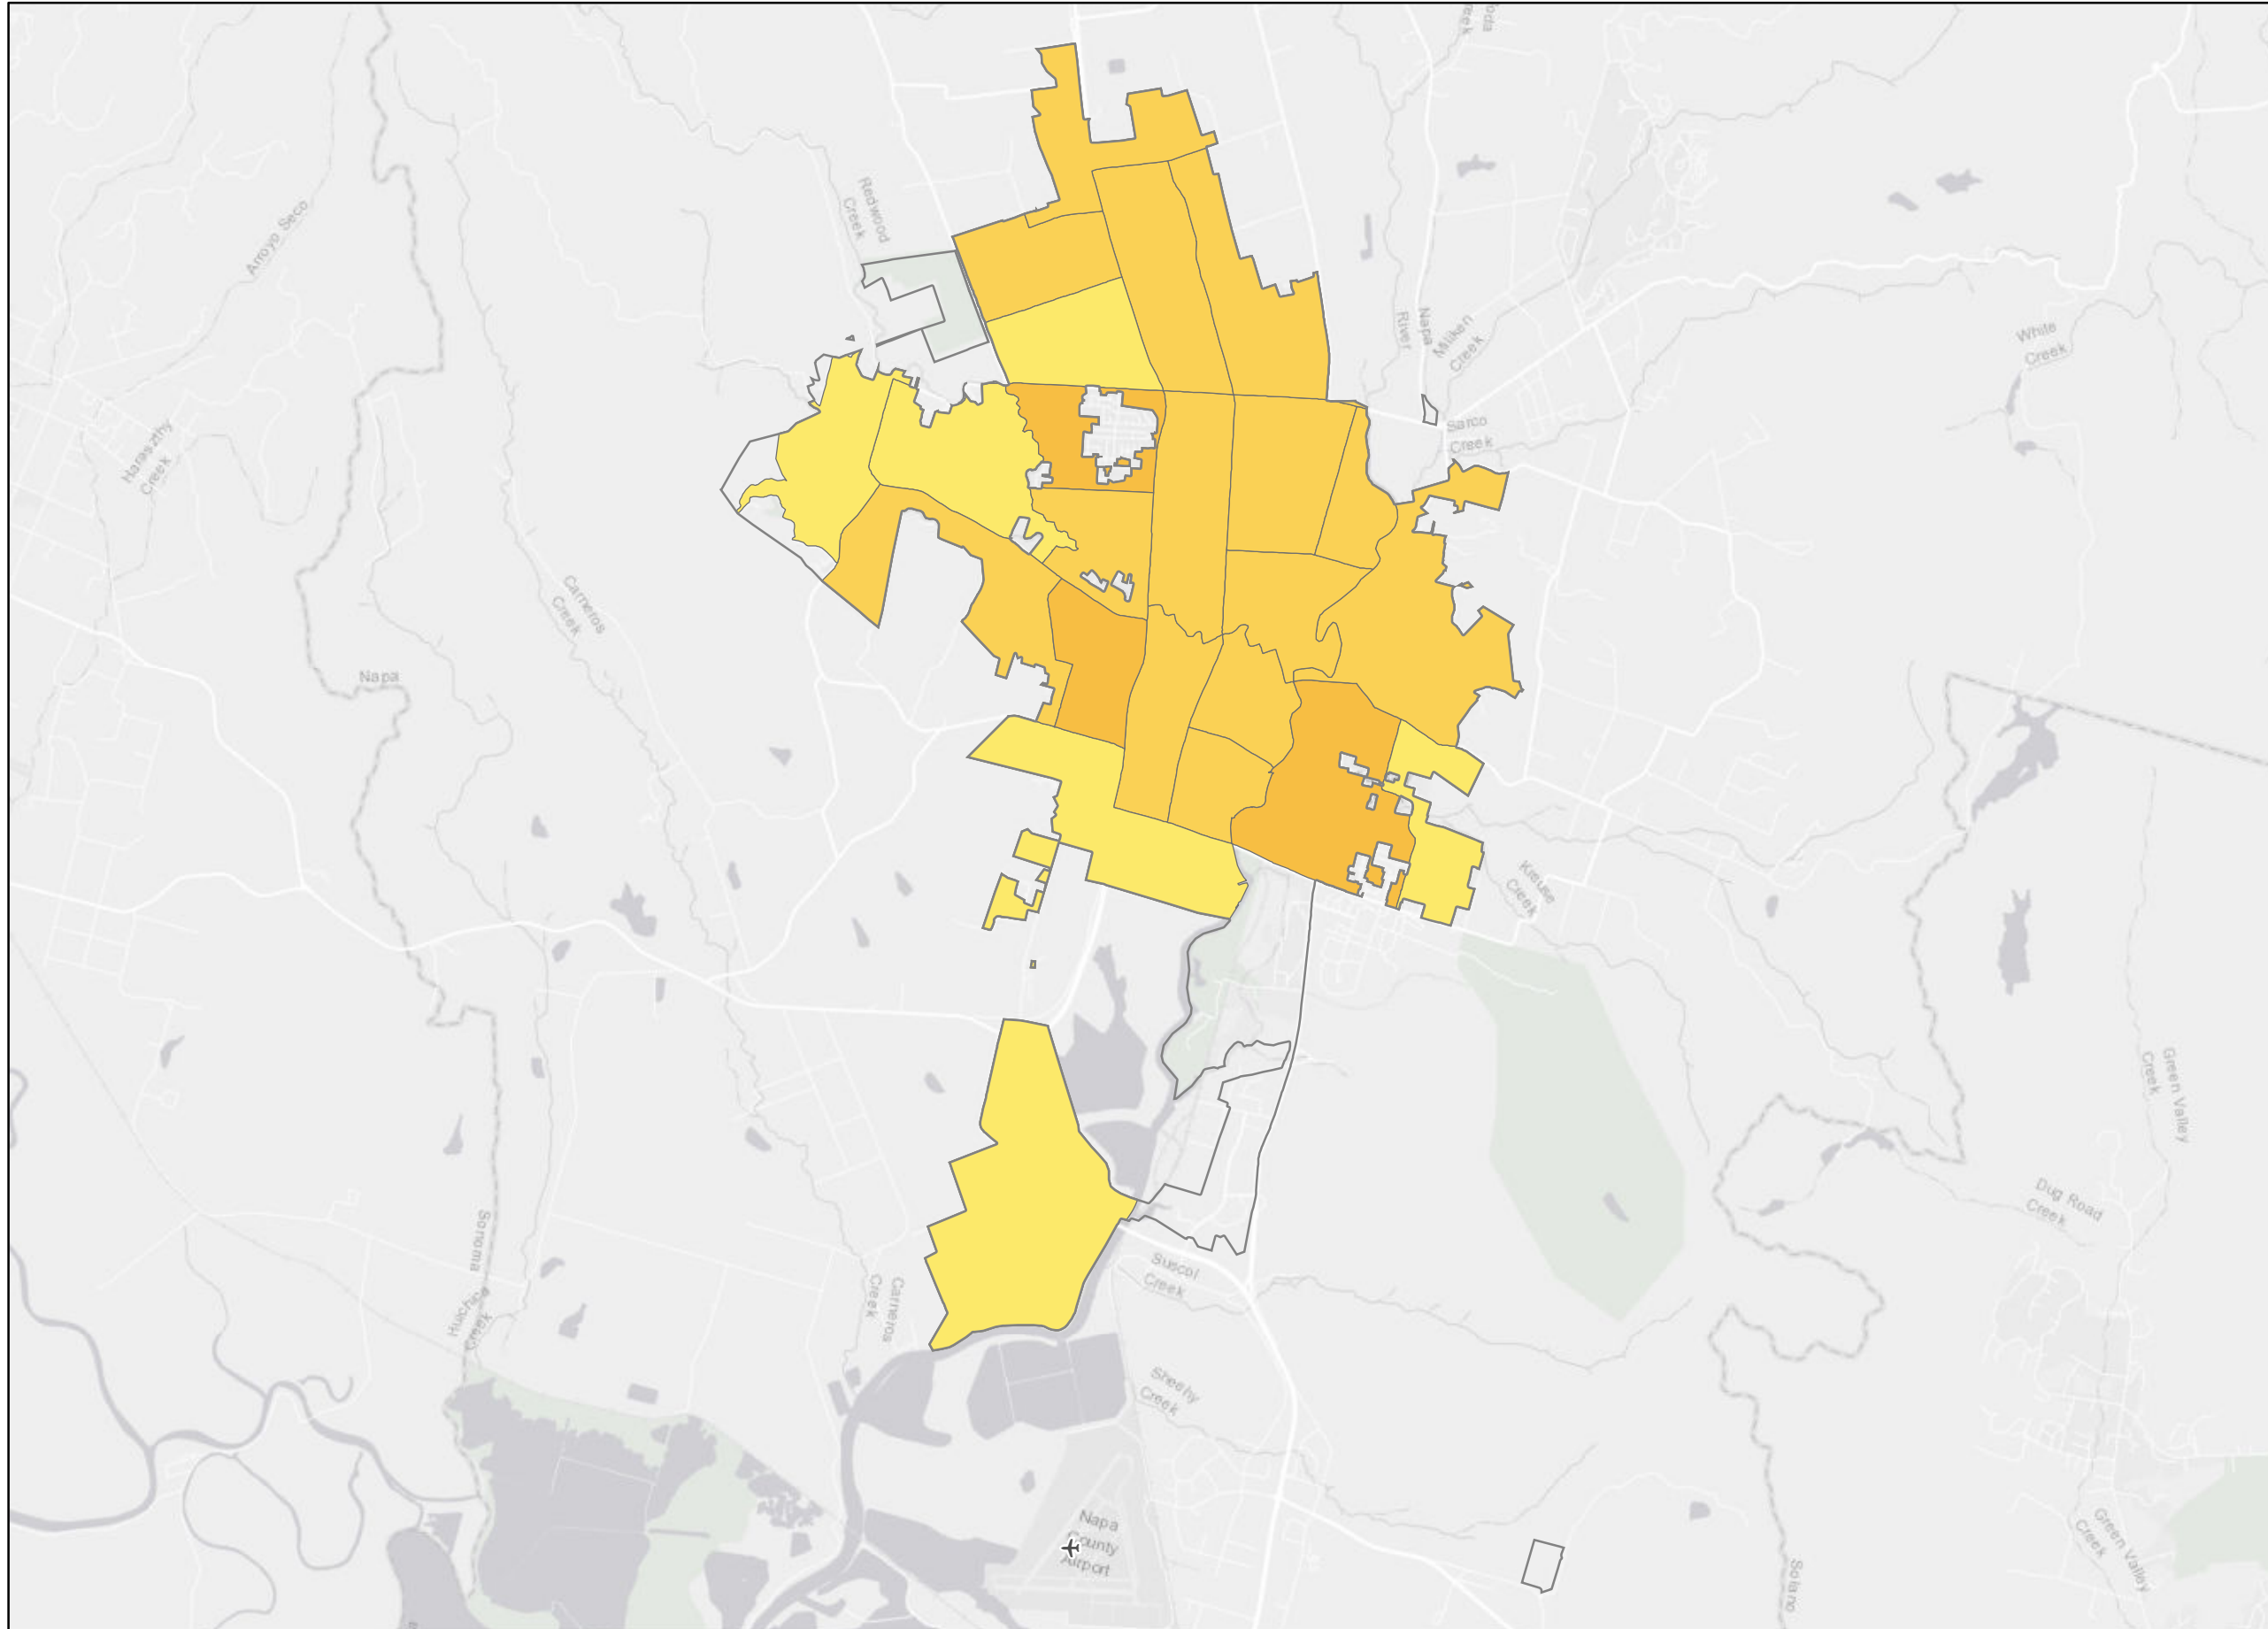 oda
Redwood
Creek
Arroyo Seco
Napa
River
Milliken
Creek
White
Creek
Sarco
Creek
Haraszthy
Creek
Carneros
Creek
Napa
Kreuse
Creek
Green Valley
Creek
Dug Road
Creek
Sonoma
Suscol
Creek
Carneros
Creek
Huichica
Creek
Sheehy
Creek
Napa
County
Airport
Green Valley
Creek
Solano